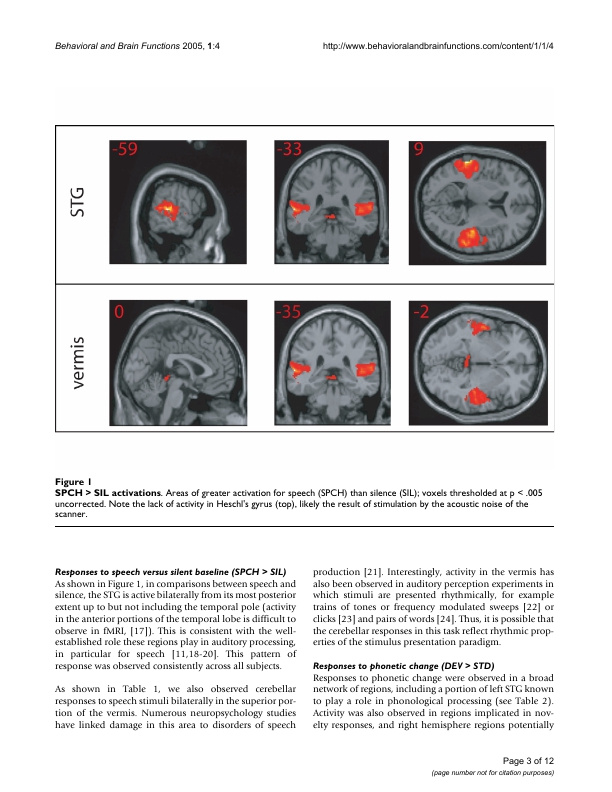 Behavioral and Brain Functions 2005, 1:4
http://www.behavioralandbrainfunctions.com/content/1/1/4
-59
-33
9
STG
0
-35
-2
vermis
Figure 1
SPCH > SIL activations. Areas of greater activation for speech (SPCH) than silence (SIL); voxels thresholded at p < .005
uncorrected. Note the lack of activity in Heschl's gyrus (top), likely the result of stimulation by the acoustic noise of the
scanner.
Responses to speech versus silent baseline (SPCH > SIL)
As shown in Figure 1, in comparisons between speech and
silence, the STG is active bilaterally from its most posterior
extent up to but not including the temporal pole (activity
in the anterior portions of the temporal lobe is difficult to
observe in fMRI, [17]). This is consistent with the well-
established role these regions play in auditory processing,
in particular for speech [11,18-20]. This pattern of
response was observed consistently across all subjects.
As shown in Table 1, we also observed cerebellar
responses to speech stimuli bilaterally in the superior por-
tion of the vermis. Numerous neuropsychology studies
have linked damage in this area to disorders of speech
production [21]. Interestingly, activity in the vermis has
also been observed in auditory perception experiments in
which stimuli are presented rhythmically, for example
trains of tones or frequency modulated sweeps [22] or
clicks [23] and pairs of words [24]. Thus, it is possible that
the cerebellar responses in this task reflect rhythmic prop-
erties of the stimulus presentation paradigm.
Responses to phonetic change (DEV > STD)
Responses to phonetic change were observed in a broad
network of regions, including a portion of left STG known
to play a role in phonological processing (see Table 2).
Activity was also observed in regions implicated in nov-
elty responses, and right hemisphere regions potentially
Page 3 of 12
(page number not for citation purposes)